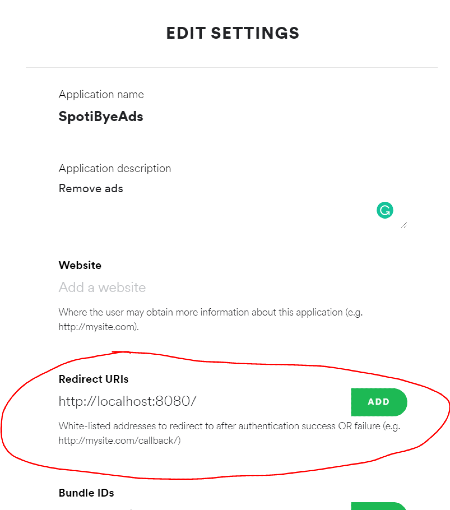 EDIT SETTINGS
Application name
SpotiByeAds
Application description
Remove ads
Website
Add a website
Where the user may obtain more information about this application (e.g.
http://mysite.com).
Redirect URIs
http://localhost:8080/
ADD
White-listed addresses to redirect to after authentication success OR failure (e.g.
http://mysite.com/callback/)
Bundle IDs